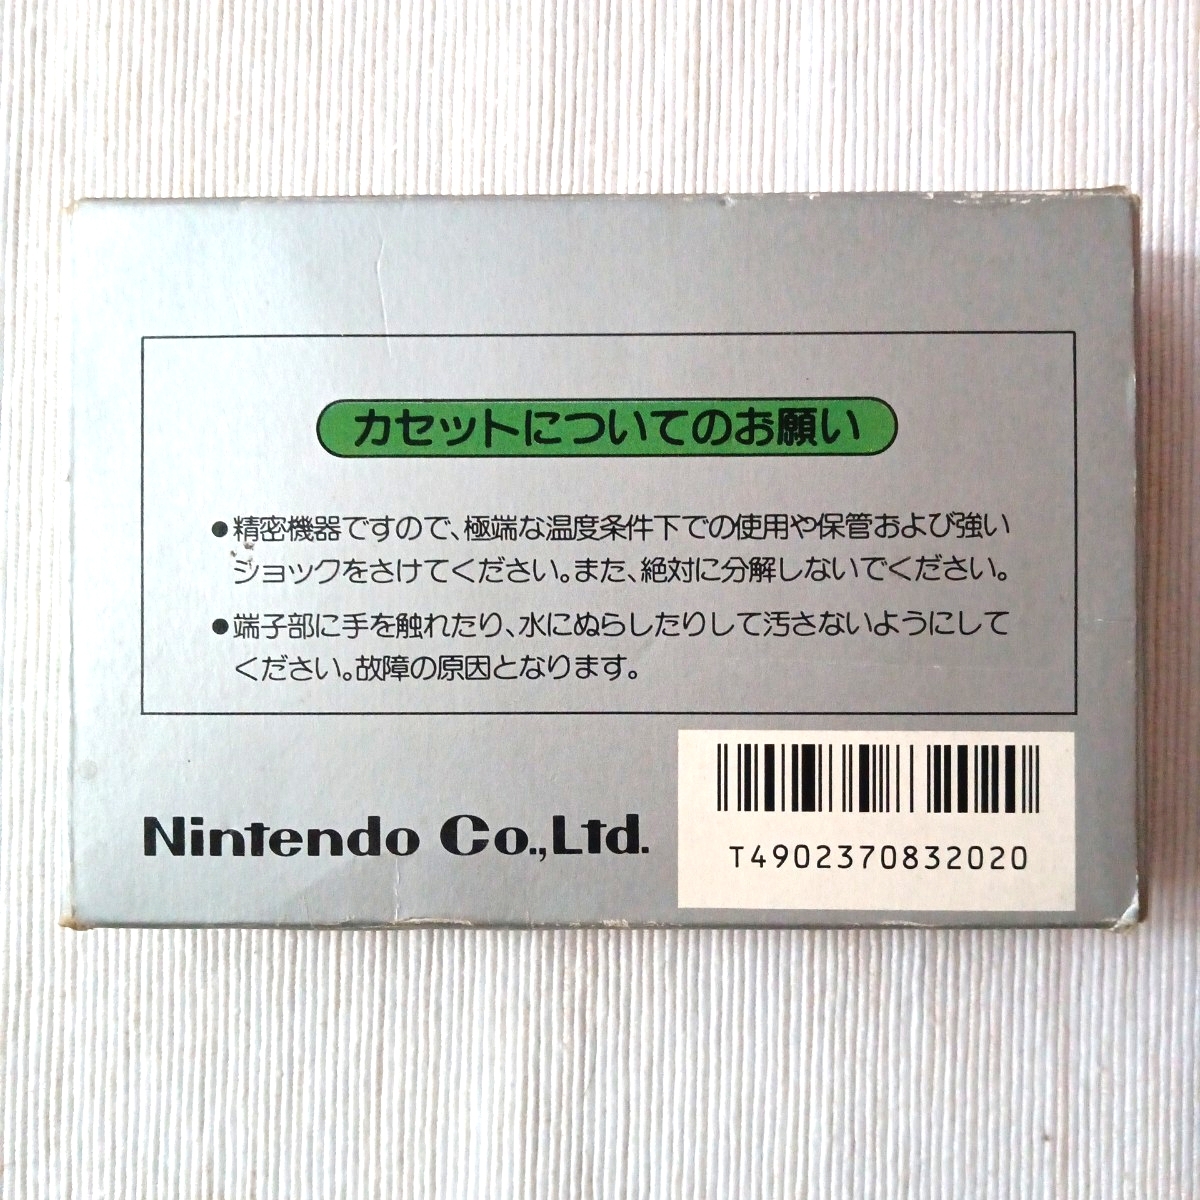 カセットについてのお願い
●精密機器ですので、極端な温度条件下での使用や保管および強い
ショックをさけてください。また、絶対に分解しないでください。
●端子部に手を触れたり、水にぬらしたりして汚さないようにして
ください。故障の原因となります。
Nintendo Co.,Ltd.
T4902370832020